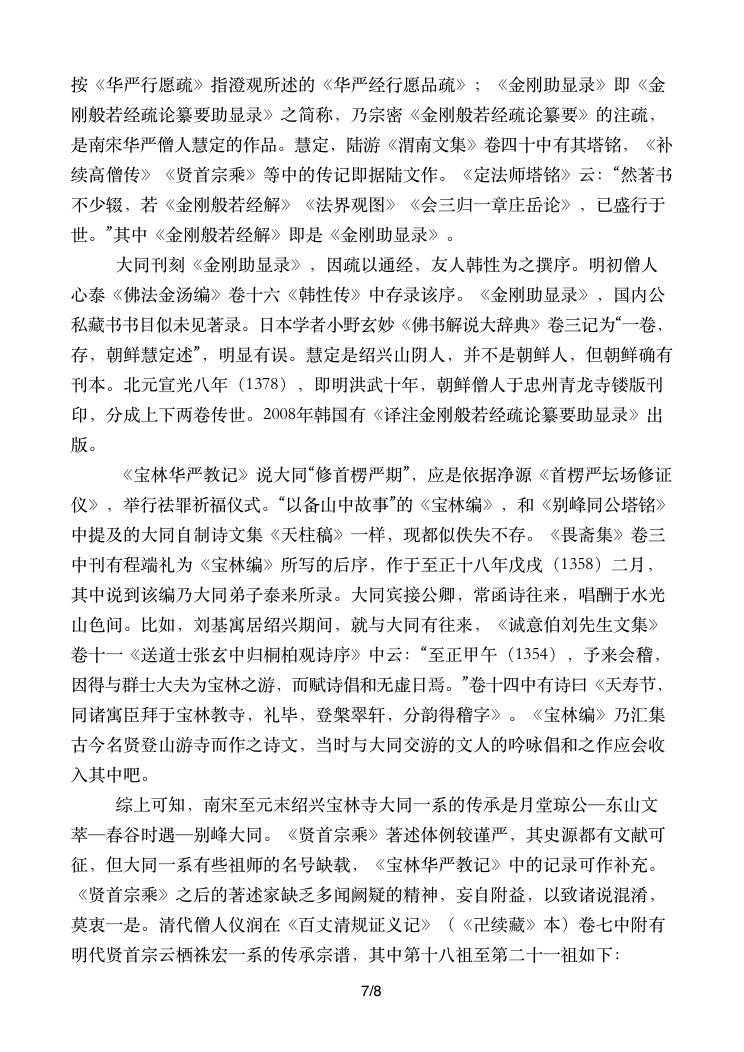 按《华严行愿疏》指澄观所述的《华严经行愿品疏》；《金刚助显录》即《金
刚般若经疏论纂要助显录》之简称，乃宗密《金刚般若经疏论纂要》的注疏，
是南宋华严僧人慧定的作品。慧定，陆游《渭南文集》卷四十中有其塔铭，《补
续高僧传》《贤首宗乘》等中的传记即据陆文作。《定法师塔铭》云：“然著书
不少辍，若《金刚般若经解》《法界观图》《会三归一章庄岳论》，已盛行于
世。”其中《金刚般若经解》即是《金刚助显录》。
大同刊刻《金刚助显录》，因疏以通经，友人韩性为之撰序。明初僧人
心泰《佛法金汤编》卷十六《韩性传》中存录该序。《金刚助显录》，国内公
私藏书书目似未见著录。日本学者小野玄妙《佛书解说大辞典》卷三记为“一卷，
存，朝鲜慧定述”，明显有误。慧定是绍兴山阴人，并不是朝鲜人，但朝鲜确有
刊本。北元宣光八年（1378），即明洪武十年，朝鲜僧人于忠州青龙寺镂版刊
印，分成上下两卷传世。2008年韩国有《译注金刚般若经疏论纂要助显录》出
版。
《宝林华严教记》说大同“修首楞严期”，应是依据净源《首楞严坛场修证
仪》，举行祛罪祈福仪式。“以备山中故事”的《宝林编》，和《别峰同公塔铭》
中提及的大同自制诗文集《天柱稿》一样，现都似佚失不存。《畏斋集》卷三
中刊有程端礼为《宝林编》所写的后序，作于至正十八年戊戌（1358）二月，
其中说到该编乃大同弟子泰来所录。大同宾接公卿，常函诗往来，唱酬于水光
山色间。比如，刘基寓居绍兴期间，就与大同有往来，《诚意伯刘先生文集》
卷十一《送道士张玄中归桐柏观诗序》中云：“至正甲午（1354），予来会稽，
因得与群士大夫为宝林之游，而赋诗倡和无虚日焉。”卷十四中有诗曰《天寿节，
同诸寓臣拜于宝林教寺，礼毕，登槃翠轩，分韵得稽字》。《宝林编》乃汇集
古今名贤登山游寺而作之诗文，当时与大同交游的文人的吟咏倡和之作应会收
入其中吧。
综上可知，南宋至元末绍兴宝林寺大同一系的传承是月堂琼公—东山文
萃—春谷时遇—别峰大同。《贤首宗乘》著述体例较谨严，其史源都有文献可
征，但大同一系有些祖师的名号缺载，《宝林华严教记》中的记录可作补充。
《贤首宗乘》之后的著述家缺乏多闻阙疑的精神，妄自附益，以致诸说混淆，
莫衷一是。清代僧人仪润在《百丈清规证义记》（《卍续藏》本）卷七中附有
明代贤首宗云栖袾宏一系的传承宗谱，其中第十八祖至第二十一祖如下：
7/8